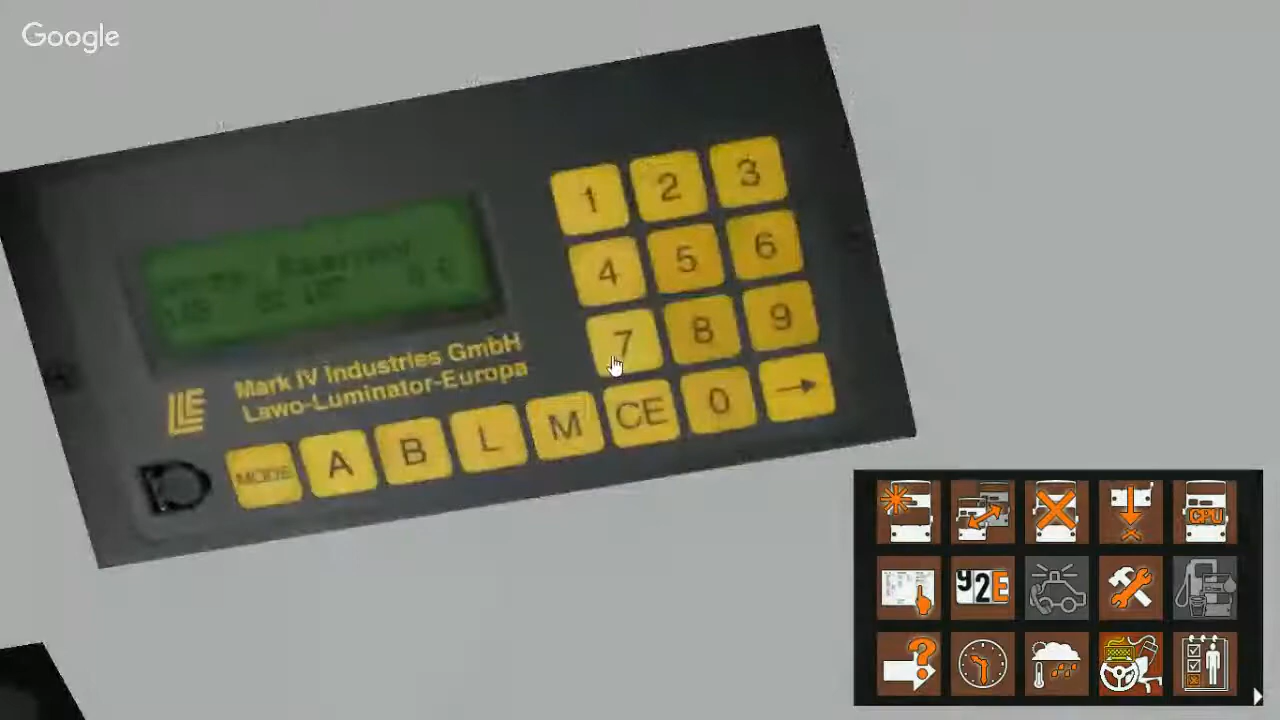 Google
1 2 3
4 5 6
7 8 9
Mark IV Industries GmbH
Lawo-Luminator-Europa
MODE A B L M CE 0 →
CPU
92E
?